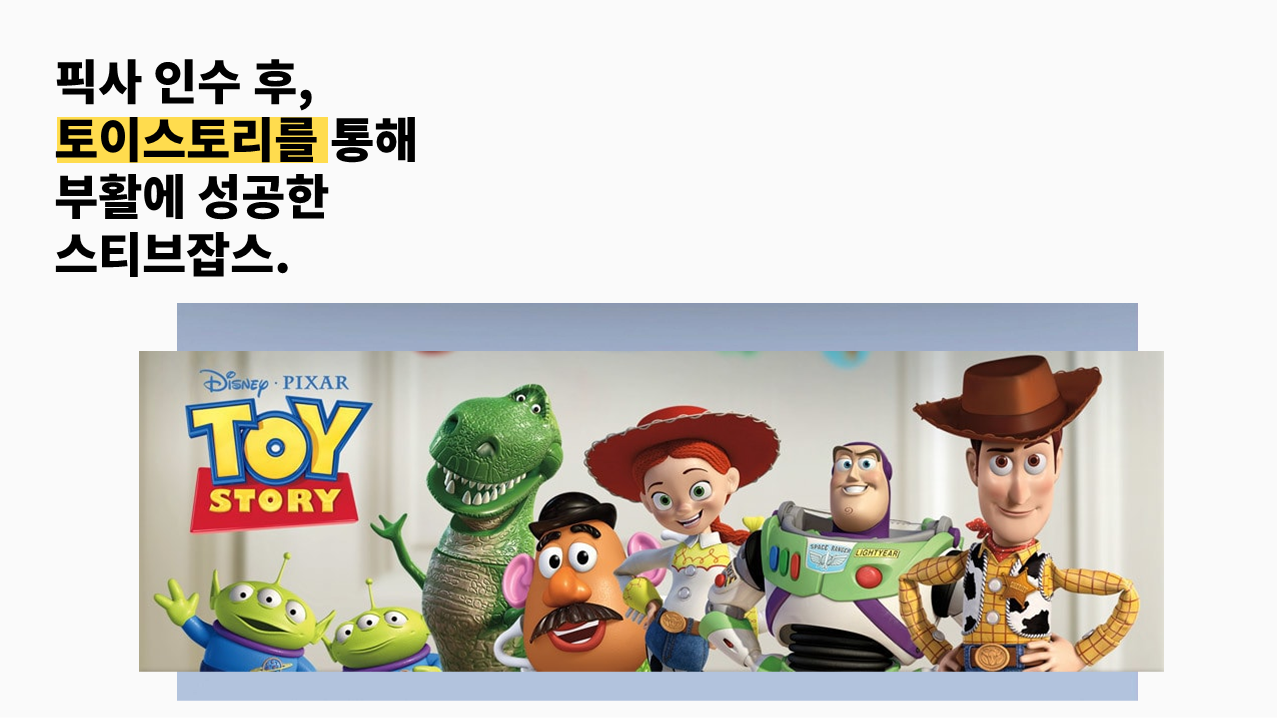 픽사 인수 후,
토이스토리를 통해
부활에 성공한
스티브잡스.
Disney · PIXAR
TOY
STORY
SPACE RANGER
LIGHTYEAR